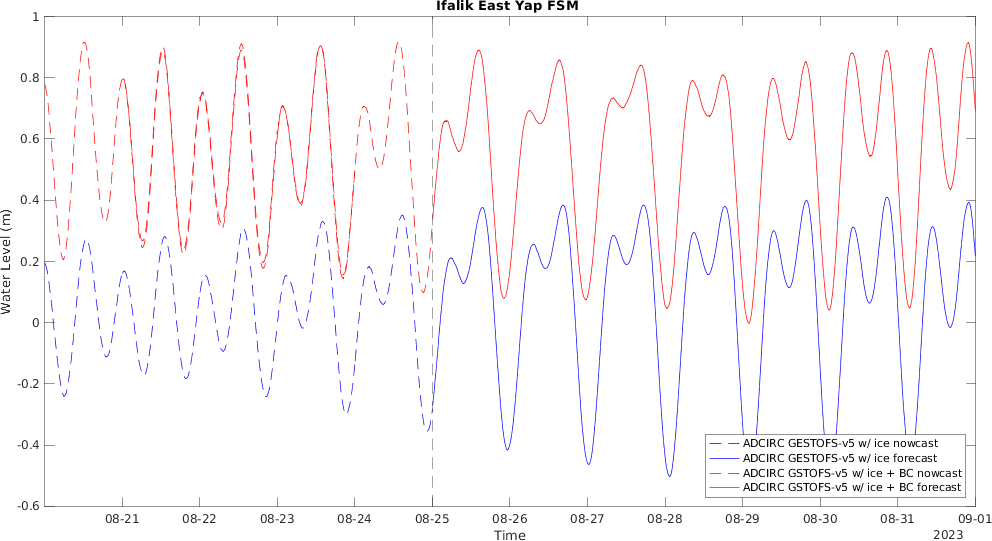 Ifalik East Yap FSM
1
0.8
0.6
0.4
0.2
0
-0.2
-0.4
-0.6
Water Level (m)
ADCIRC GESTOFS-v5 w/ ice nowcast
ADCIRC GESTOFS-v5 w/ ice forecast
ADCIRC GSTOFS-v5 w/ ice + BC nowcast
ADCIRC GSTOFS-v5 w/ ice + BC forecast
08-21 08-22 08-23 08-24 08-25 08-26 08-27 08-28 08-29 08-30 08-31 09-01
Time
2023